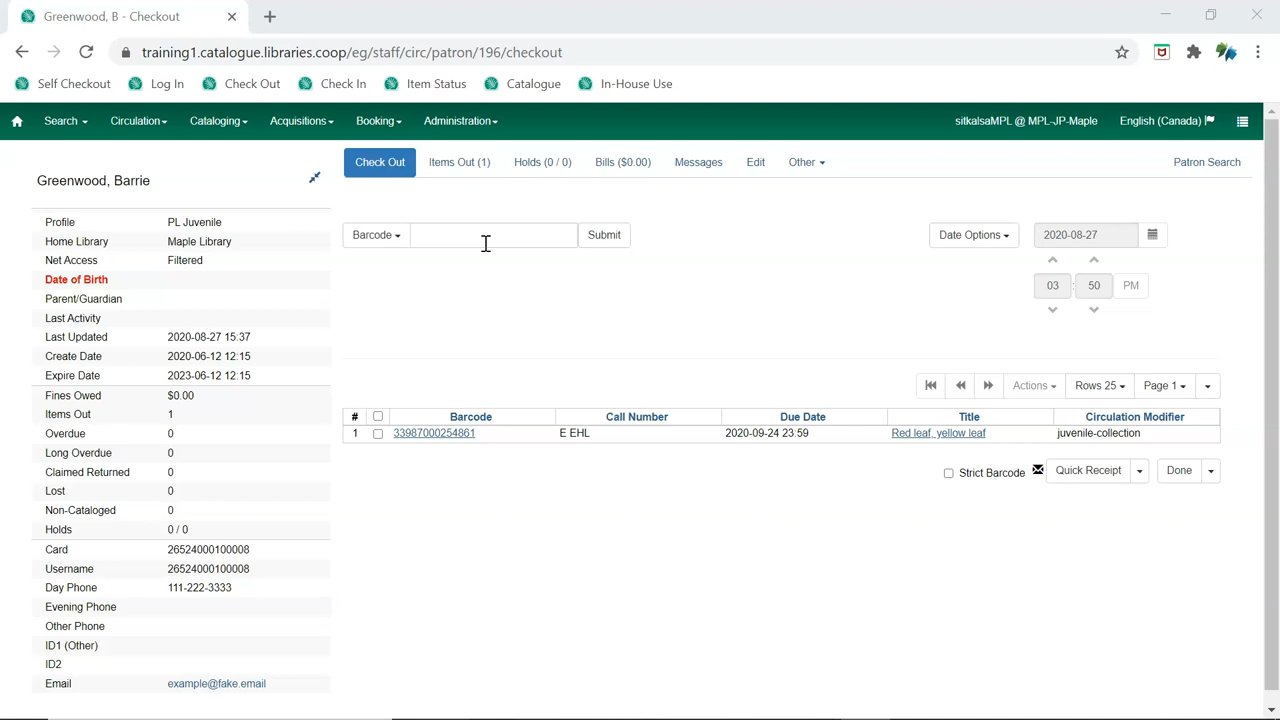 Greenwood, B - Checkout
training1.catalogue.libraries.coop/eg/staff/circ/patron/196/checkout
Self Checkout Log In Check Out Check In Item Status Catalogue In-House Use
Search Circulation Cataloging Acquisitions Booking Administration sitkalsaMPL @ MPL-JP-Maple English (Canada)
Check Out Items Out (1) Holds (0 / 0) Bills ($0.00) Messages Edit Other Patron Search
Greenwood, Barrie
Profile PL Juvenile
Home Library Maple Library
Net Access Filtered
Date of Birth
Parent/Guardian
Last Activity
Last Updated 2020-08-27 15:37
Create Date 2020-06-12 12:15
Expire Date 2023-06-12 12:15
Fines Owed $0.00
Items Out 1
Overdue 0
Long Overdue 0
Claimed Returned 0
Lost 0
Non-Cataloged 0
Holds 0 / 0
Card 26524000100008
Username 26524000100008
Day Phone 111-222-3333
Evening Phone
Other Phone
ID1 (Other)
ID2
Email example@fake.email
Barcode Submit Date Options 2020-08-27
03 : 50 PM
Actions Rows 25 Page 1
# Barcode Call Number Due Date Title Circulation Modifier
1 33987000254861 E EHL 2020-09-24 23:59 Red leaf, yellow leaf juvenile-collection
Strict Barcode Quick Receipt Done